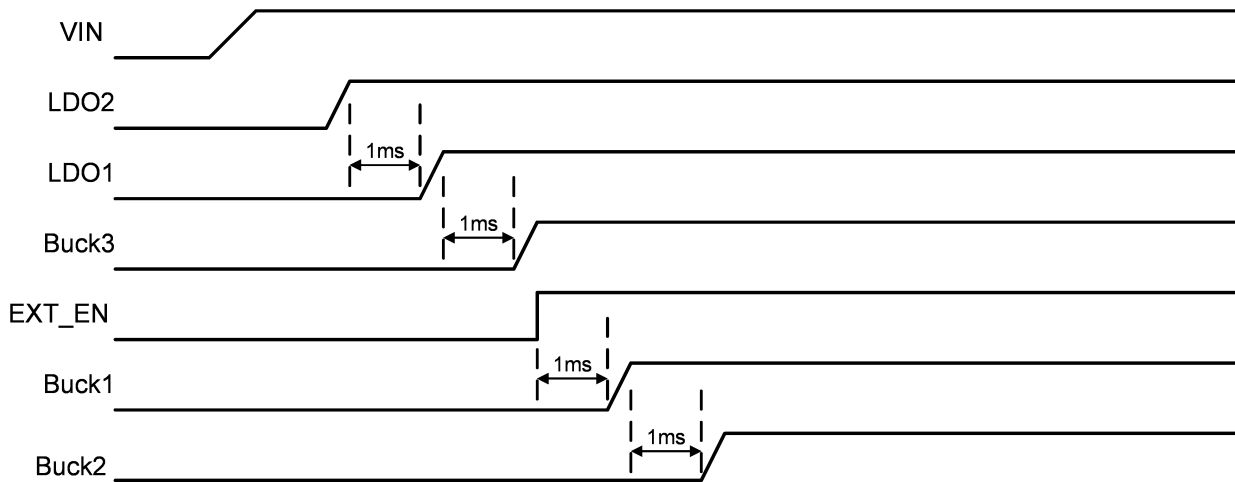 VIN
LDO2
1ms
LDO1
1ms
Buck3
EXT_EN
1ms
Buck1
1ms
Buck2